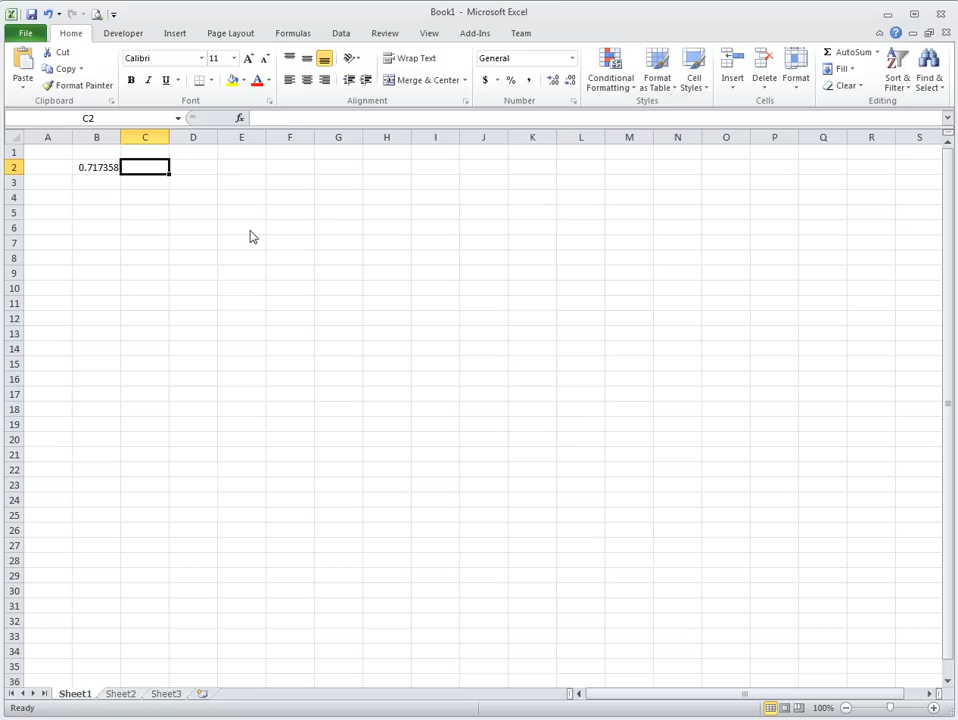 Book1 - Microsoft Excel
File Home Developer Insert Page Layout Formulas Data Review View Add-Ins Team
Paste
Cut
Copy
Format Painter
Clipboard
Calibri 11
B I U
Font
Wrap Text
Merge & Center
Alignment
General
$ % ,
Number
Conditional Formatting
Format as Table
Cell Styles
Styles
Insert Delete Format
Cells
Σ AutoSum
Fill
Clear
Sort & Filter
Find & Select
Editing
C2 fx
A B C D E F G H I J K L M N O P Q R S
1
2 0.717358
3
4
5
6
7
8
9
10
11
12
13
14
15
16
17
18
19
20
21
22
23
24
25
26
27
28
29
30
31
32
33
34
35
36
Sheet1 Sheet2 Sheet3
Ready 100%